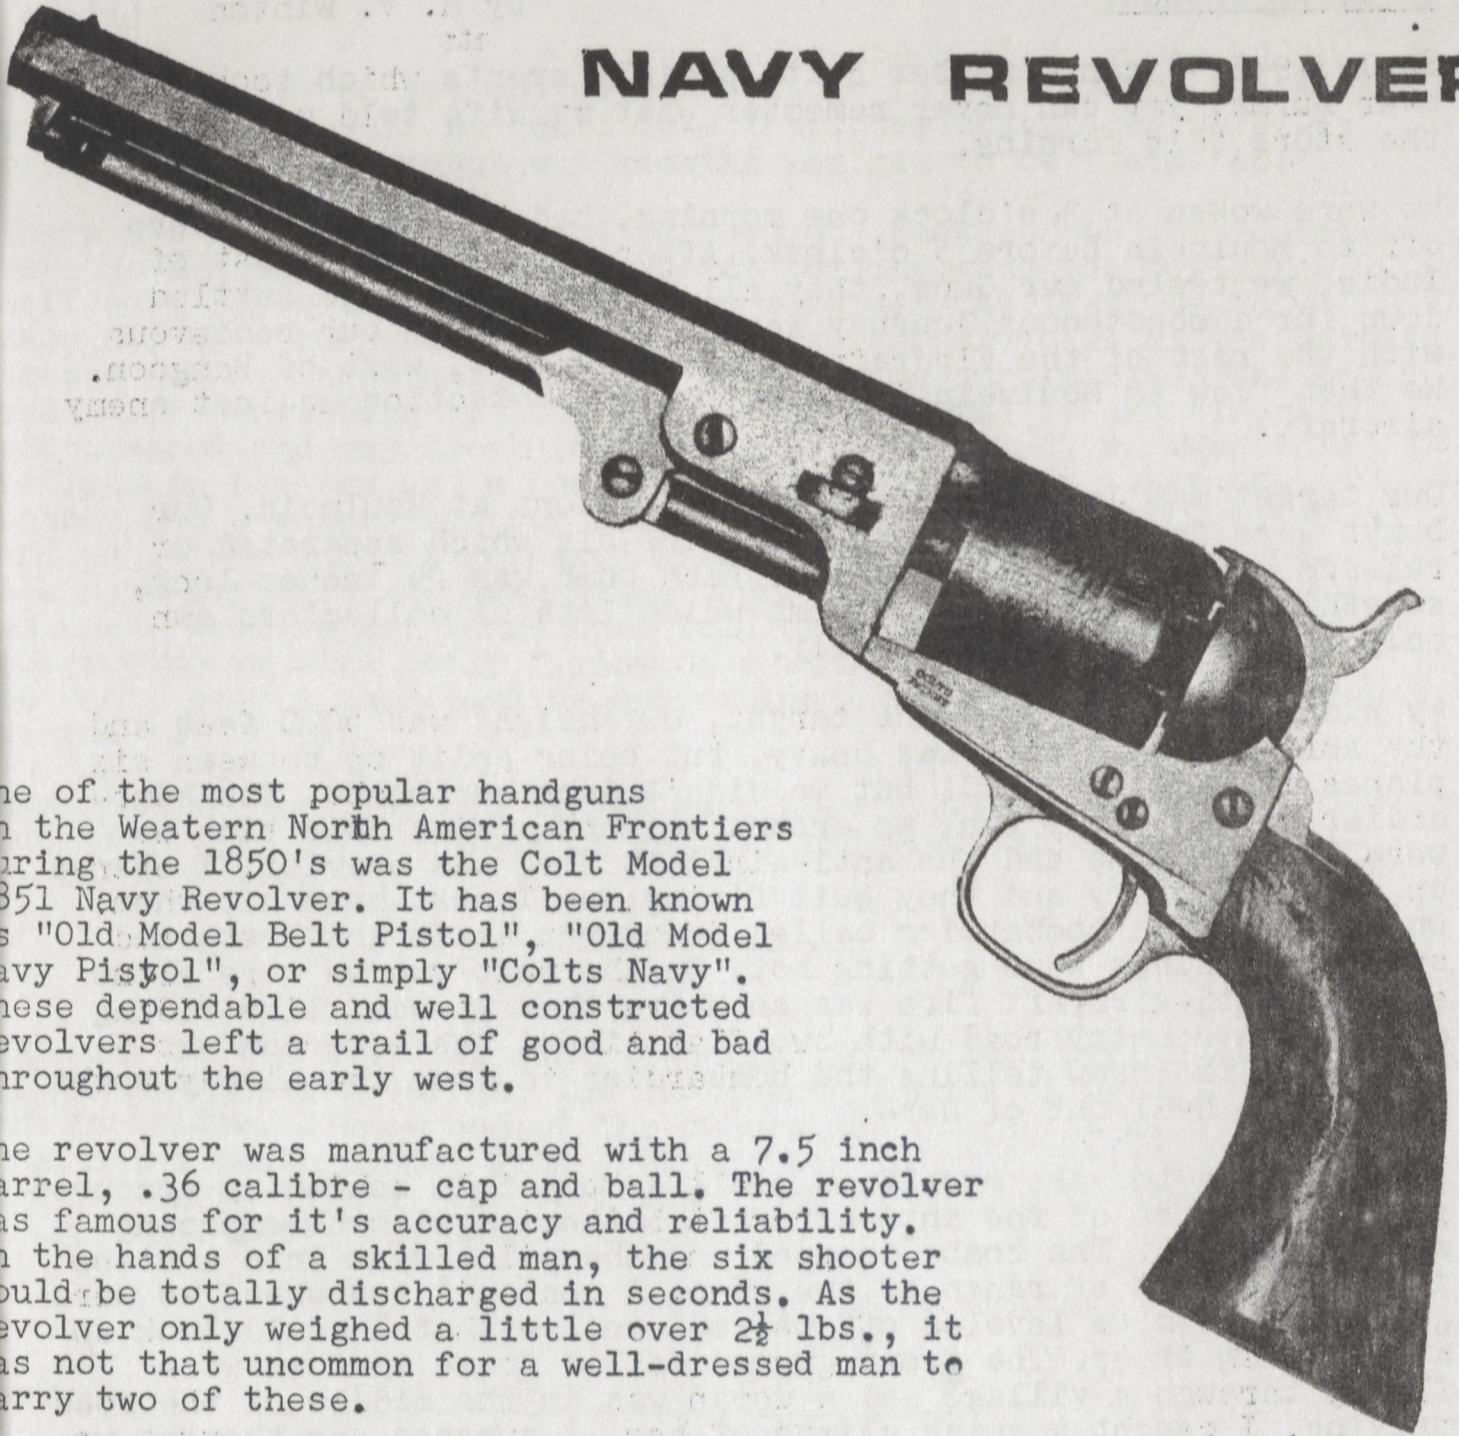 NAVY REVOLVER
ne of the most popular handguns
n the Weatern North American Frontiers
uring the 1850's was the Colt Model
851 Navy Revolver. It has been known
s "Old Model Belt Pistol", "Old Model
avy Pistol", or simply "Colts Navy".
hese dependable and well constructed
evolvers left a trail of good and bad
hroughout the early west.
he revolver was manufactured with a 7.5 inch
arrel, .36 calibre - cap and ball. The revolver
as famous for it's accuracy and reliability.
n the hands of a skilled man, the six shooter
ould be totally discharged in seconds. As the
evolver only weighed a little over 2½ lbs., it
as not that uncommon for a well-dressed man to
arry two of these.